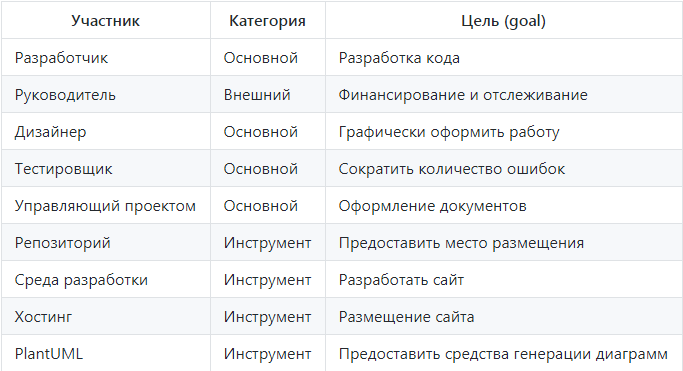 Участник Категория Цель (goal)
Разработчик Основной Разработка кода
Руководитель Внешний Финансирование и отслеживание
Дизайнер Основной Графически оформить работу
Тестировщик Основной Сократить количество ошибок
Управляющий проектом Основной Оформление документов
Репозиторий Инструмент Предоставить место размещения
Среда разработки Инструмент Разработать сайт
Хостинг Инструмент Размещение сайта
PlantUML Инструмент Предоставить средства генерации диаграмм